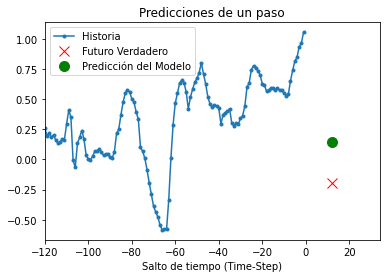 Predicciones de un paso
Historia
Futuro Verdadero
Predicción del Modelo
1.00
0.75
0.50
0.25
0.00
−0.25
−0.50
−120 −100 −80 −60 −40 −20 0 20
Salto de tiempo (Time-Step)